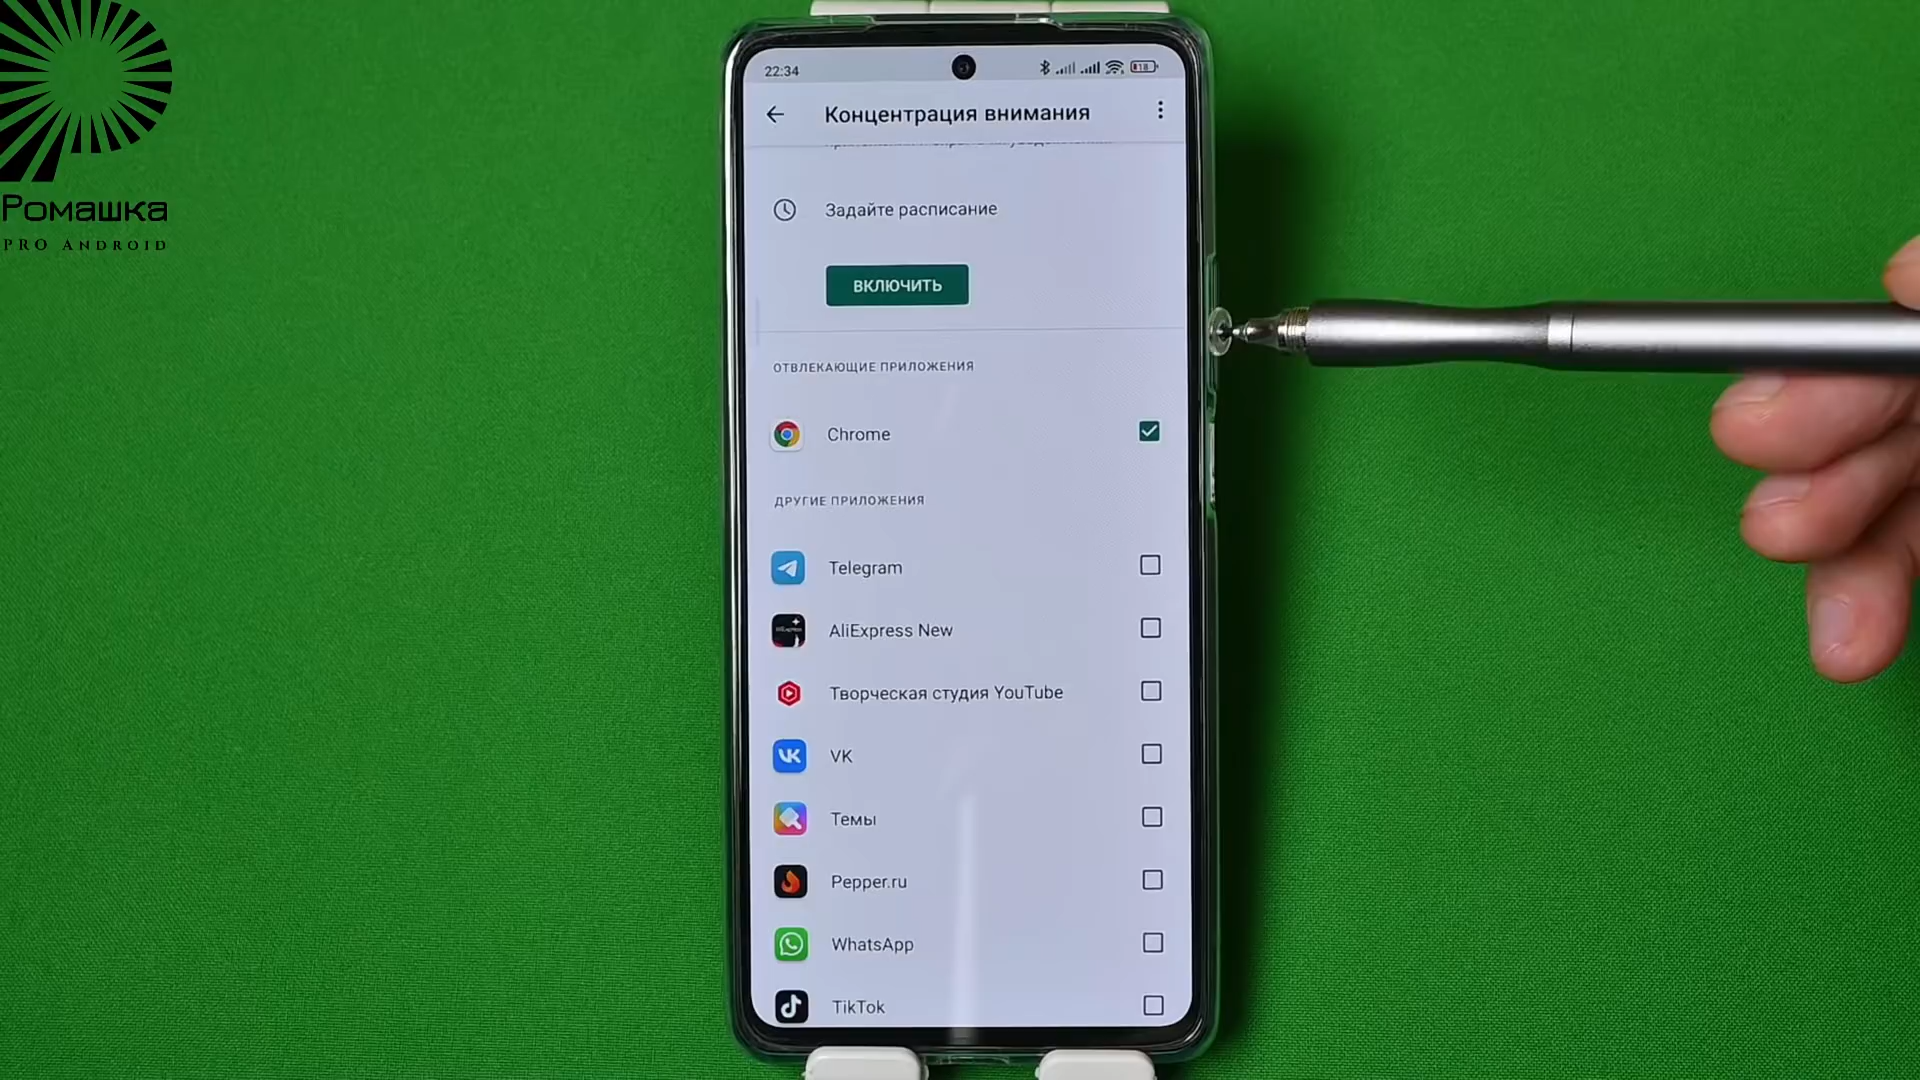 Ромашка
PRO Android
22:34
18
Концентрация внимания
Задайте расписание
ВКЛЮЧИТЬ
ОТВЛЕКАЮЩИЕ ПРИЛОЖЕНИЯ
Chrome
ДРУГИЕ ПРИЛОЖЕНИЯ
Telegram
AliExpress New
Творческая студия YouTube
VK
Темы
Pepper.ru
WhatsApp
TikTok